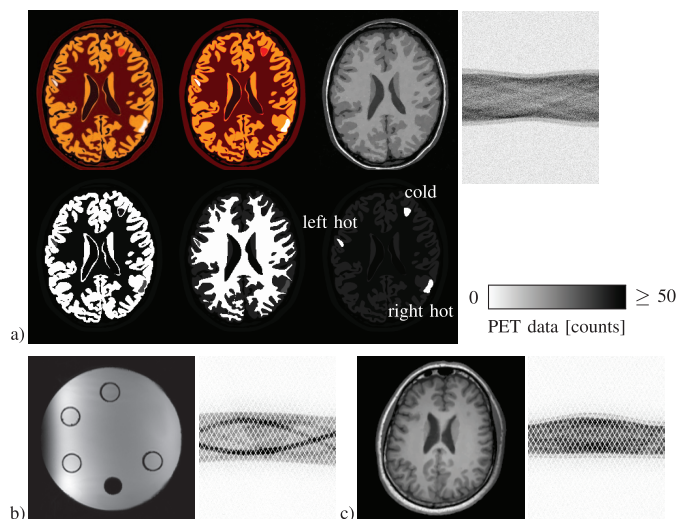 cold
left hot
right hot
0
≥ 50
PET data [counts]
a)
b)
c)